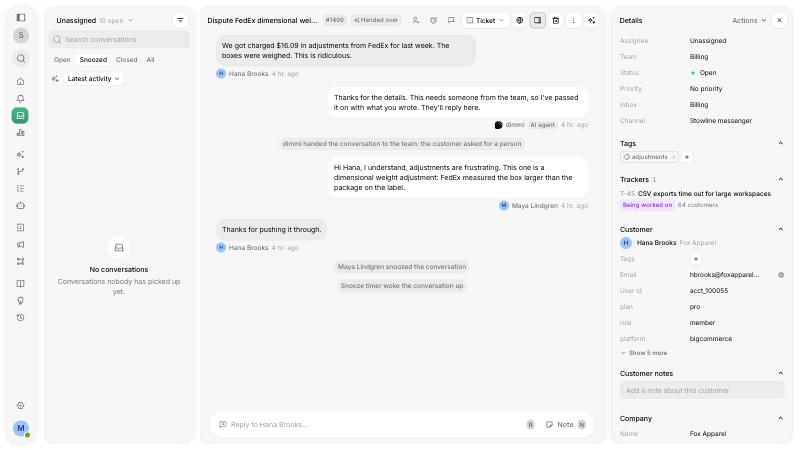 S
Unassigned 10 open
Search conversations
Open Snoozed Closed All
Latest activity
No conversations
Conversations nobody has picked up
yet.
M
Dispute FedEx dimensional wei... #1499 Handed over Ticket
We got charged $16.09 in adjustments from FedEx for last week. The
boxes were weighed. This is ridiculous.
H Hana Brooks 4 hr. ago
Thanks for the details. This needs someone from the team, so I've passed
it on with what you wrote. They'll reply here.
dimmi AI agent 4 hr. ago
dimmi handed the conversation to the team: the customer asked for a person
Hi Hana, I understand, adjustments are frustrating. This one is a
dimensional weight adjustment: FedEx measured the box larger than the
package on the label.
M Maya Lindgren 4 hr. ago
Thanks for pushing it through.
H Hana Brooks 4 hr. ago
Maya Lindgren snoozed the conversation
Snooze timer woke the conversation up
Reply to Hana Brooks... R Note N
Details Actions
Assignee Unassigned
Team Billing
Status Open
Priority No priority
Inbox Billing
Channel Stowline messenger
Tags
adjustments × +
Trackers 1
T-45 CSV exports time out for large workspaces
Being worked on 64 customers
Customer
H Hana Brooks Fox Apparel
Tags +
Email hbrooks@foxapparel...
User id acct_100055
plan pro
role member
platform bigcommerce
Show 5 more
Customer notes
Add a note about this customer
Company
Name Fox Apparel